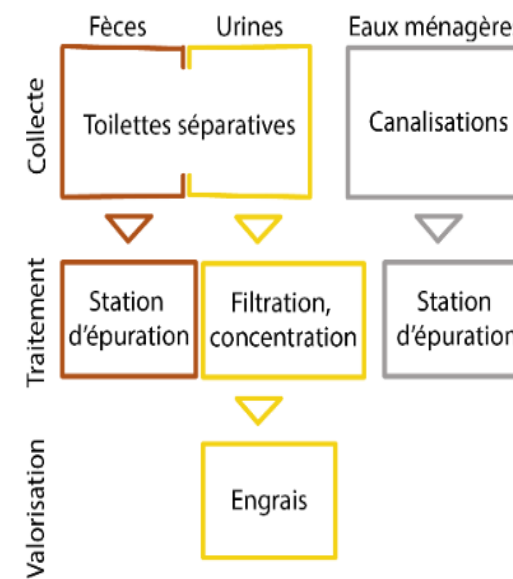 Fèces Urines Eaux ménagère
Collecte
Toilettes séparatives
Canalisations
Traitement
Station
d'épuration
Filtration,
concentration
Station
d'épuration
Valorisation
Engrais